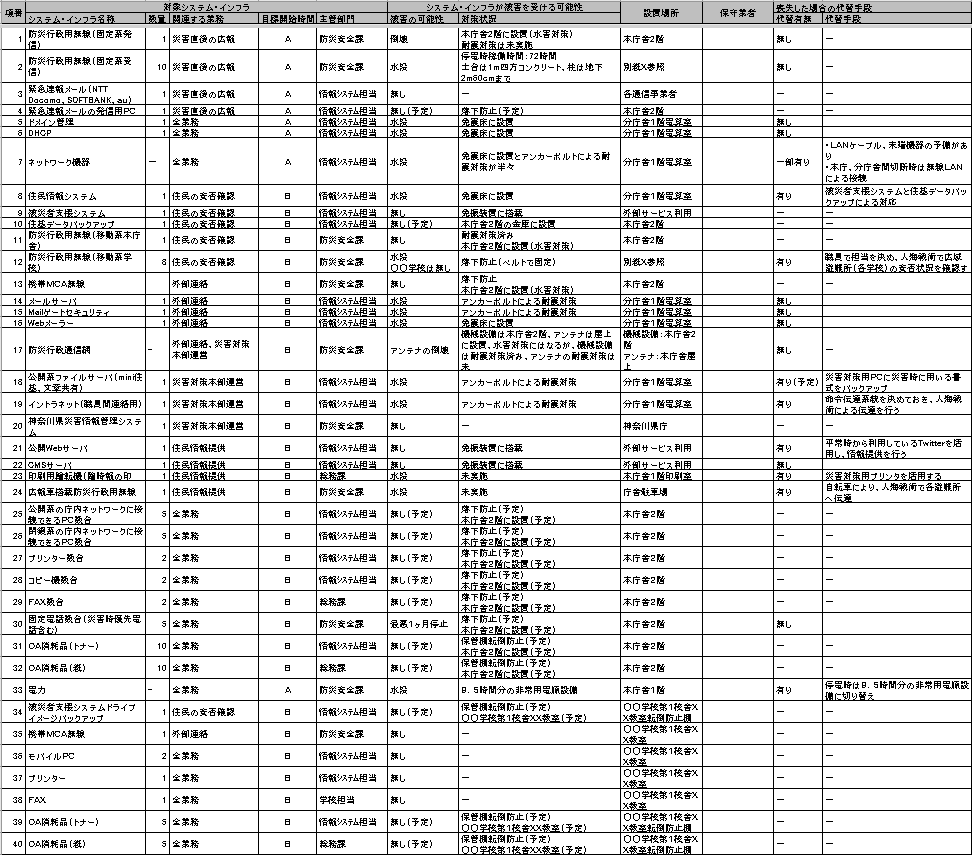 対象システム・インフラ
システム・インフラが被害を受ける可能性
喪失した場合の代替手段
項番 システム・インフラ名称 数量 関連する業務 目標開始時間 主管部門 被害の可能性 対策状況 設置場所 保守業者 代替有無 代替手段
1 防災行政用無線(固定系発信) 1 災害直後の広報 A 防災安全課 倒壊 本庁舎2階に設置(水害対策) 耐震対策は未実施 本庁舎2階 無し －
2 防災行政用無線(固定系受信) 10 災害直後の広報 A 防災安全課 水没 停電時稼働時間:72時間 土台は1m四方コンクリート、柱は地下2m80cmまで 別紙X参照 無し －
3 緊急速報メール(NTT Docomo、SOFTBANK、au) 1 災害直後の広報 A 情報システム担当 無し － 各通信事業者 無し －
4 緊急速報メールの発信用PC 1 災害直後の広報 A 情報システム担当 無し(予定) 落下防止(予定) 本庁舎2階 無し －
5 ドメイン管理 1 全業務 A 情報システム担当 水没 免震床に設置 分庁舎1階電算室 無し －
6 DHCP 1 全業務 A 情報システム担当 水没 免震床に設置 分庁舎1階電算室 無し －
7 ネットワーク機器 － 全業務 A 情報システム担当 水没 免震床に設置とアンカーボルトによる耐震対策が半々 分庁舎1階電算室 一部有り ・LANケーブル、末端機器の予備があり ・本庁、分庁舎間切断時は無線LANによる接続
8 住民情報システム 1 住民の安否確認 B 情報システム担当 水没 免震床に設置 分庁舎1階電算室 有り 被災者支援システムと住基データバックアップによる対応
9 被災者支援システム 1 住民の安否確認 B 情報システム担当 無し 免振装置に搭載 外部サービス利用 － －
10 住基データバックアップ 1 住民の安否確認 B 情報システム担当 無し(予定) 本庁舎2階の金庫に設置 本庁舎2階 － －
11 防災行政用無線(移動系本庁舎) 1 住民の安否確認 B 防災安全課 無し 耐震対策済み 本庁舎2階に設置(水害対策) 本庁舎2階 － －
12 防災行政用無線(移動系学校) 8 住民の安否確認 B 防災安全課 水没 〇〇学校は無し 落下防止(ベルトで固定) 別紙X参照 有り 職員で担当を決め、人海戦術で広域避難所(各学校)の安否状況を確認す
13 携帯MCA無線 外部連絡 B 防災安全課 無し 落下防止 本庁舎2階に設置(水害対策) 本庁舎2階 － －
14 メールサーバ 1 外部連絡 B 情報システム担当 水没 アンカーボルトによる耐震対策 分庁舎1階電算室 無し －
15 Mailゲートセキュリティ 1 外部連絡 B 情報システム担当 水没 アンカーボルトによる耐震対策 分庁舎1階電算室 無し －
16 Webメーラー 1 外部連絡 B 情報システム担当 水没 免震床に設置 分庁舎1階電算室 無し －
17 防災行政通信網 - 外部連絡、災害対策本部運営 B 防災安全課 アンテナの倒壊 機械設備は本庁舎2階、アンテナは屋上に設置、水害対策にはなるが、機械設備は耐震対策済み、アンテナの耐震対策は未 機械設備:本庁舎2階 アンテナ:本庁舎屋上 無し －
18 公開系ファイルサーバ(mini住基、文章共有) 1 災害対策本部運営 B 情報システム担当 水没 アンカーボルトによる耐震対策 分庁舎1階電算室 有り(予定) 災害対策用PCに災害時に用いる書式をバックアップ
19 イントラネット(職員間連絡用) 1 災害対策本部運営 B 情報システム担当 水没 アンカーボルトによる耐震対策 分庁舎1階電算室 有り 命令伝達系統を決めておき、人海戦術による伝達を行う
20 神奈川県災害情報管理システム 1 災害対策本部運営 B 防災安全課 無し － 神奈川県庁 － －
21 公開Webサーバ 1 住民情報提供 B 情報システム担当 無し 免振装置に搭載 外部サービス利用 有り 平常時から利用しているTwitterを活用し、情報提供を行う
22 CMSサーバ 1 住民情報提供 B 情報システム担当 無し 免振装置に搭載 外部サービス利用 無し －
23 印刷用輪転機(臨時報の印 1 住民情報提供 B 総務課 水没 未実施 本庁舎1階印刷室 有り 災害対策用プリンタを活用する
24 広報車搭載防災行政用無線 1 住民情報提供 B 防災安全課 水没 未実施 庁舎駐車場 有り 自転車により、人海戦術で各避難所へ伝達
25 公開系の庁内ネットワークに接続できるPC数台 5 全業務 B 情報システム担当 無し(予定) 落下防止(予定) 本庁舎2階に設置(予定) 本庁舎2階 － －
26 閉鎖系の庁内ネットワークに接続できるPC数台 5 全業務 B 情報システム担当 無し(予定) 落下防止(予定) 本庁舎2階に設置(予定) 本庁舎2階 － －
27 プリンター数台 2 全業務 B 情報システム担当 無し(予定) 落下防止(予定) 本庁舎2階に設置(予定) 本庁舎2階 － －
28 コピー機数台 2 全業務 B 情報システム担当 無し(予定) 落下防止(予定) 本庁舎2階に設置(予定) 本庁舎2階 － －
29 FAX数台 2 全業務 B 総務課 無し(予定) 落下防止(予定) 本庁舎2階に設置(予定) 本庁舎2階 － －
30 固定電話数台(災害時優先電話含む) 5 全業務 B 防災安全課 最悪1ヶ月停止 落下防止(予定) 本庁舎2階に設置(予定) 本庁舎2階 無し －
31 OA消耗品(トナー) 10 全業務 B 情報システム担当 無し(予定) 保管棚転倒防止(予定) 本庁舎2階に設置(予定) 本庁舎2階 － －
32 OA消耗品(紙) 10 全業務 B 総務課 無し(予定) 保管棚転倒防止(予定) 本庁舎2階に設置(予定) 本庁舎2階 － －
33 電力 - 全業務 A 防災安全課 水没 9.5時間分の非常用電源設備 本庁舎1階 有り 停電時は9.5時間分の非常用電源設備に切り替え
34 被災者支援システムドライブイメージバックアップ 1 住民の安否確認 B 情報システム担当 無し(予定) 保管棚転倒防止(予定) 〇〇学校第1校舎XX教室(予定) 〇〇学校第1校舎XX教室転倒防止棚 － －
35 携帯MCA無線 1 外部連絡 B 防災安全課 無し － 〇〇学校第1校舎XX教室 － －
36 モバイルPC 2 全業務 B 情報システム担当 無し － 〇〇学校第1校舎XX教室 － －
37 プリンター 1 全業務 B 情報システム担当 無し － 〇〇学校第1校舎XX教室 － －
38 FAX 1 全業務 B 学校担当 無し － 〇〇学校第1校舎XX教室 － －
39 OA消耗品(トナー) 5 全業務 B 情報システム担当 無し(予定) 保管棚転倒防止(予定) 〇〇学校第1校舎XX教室(予定) 〇〇学校第1校舎XX教室転倒防止棚 － －
40 OA消耗品(紙) 5 全業務 B 総務課 無し(予定) 保管棚転倒防止(予定) 〇〇学校第1校舎XX教室(予定) 〇〇学校第1校舎XX教室転倒防止棚 － －